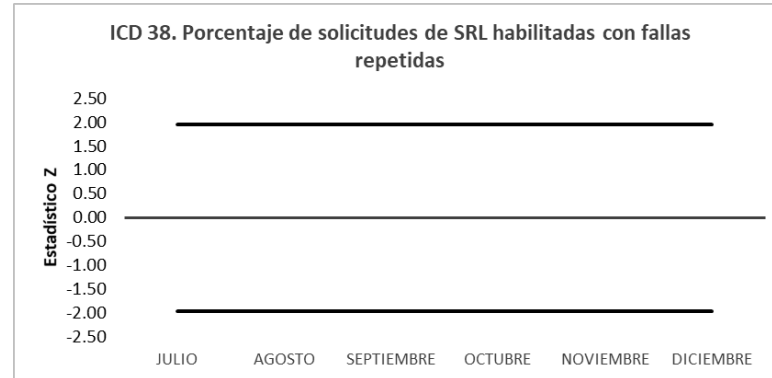 ICD 38. Porcentaje de solicitudes de SRL habilitadas con fallas
repetidas
Estadístico Z
2.50
2.00
1.50
1.00
0.50
0.00
-0.50
-1.00
-1.50
-2.00
-2.50
JULIO AGOSTO SEPTIEMBRE OCTUBRE NOVIEMBRE DICIEMBRE